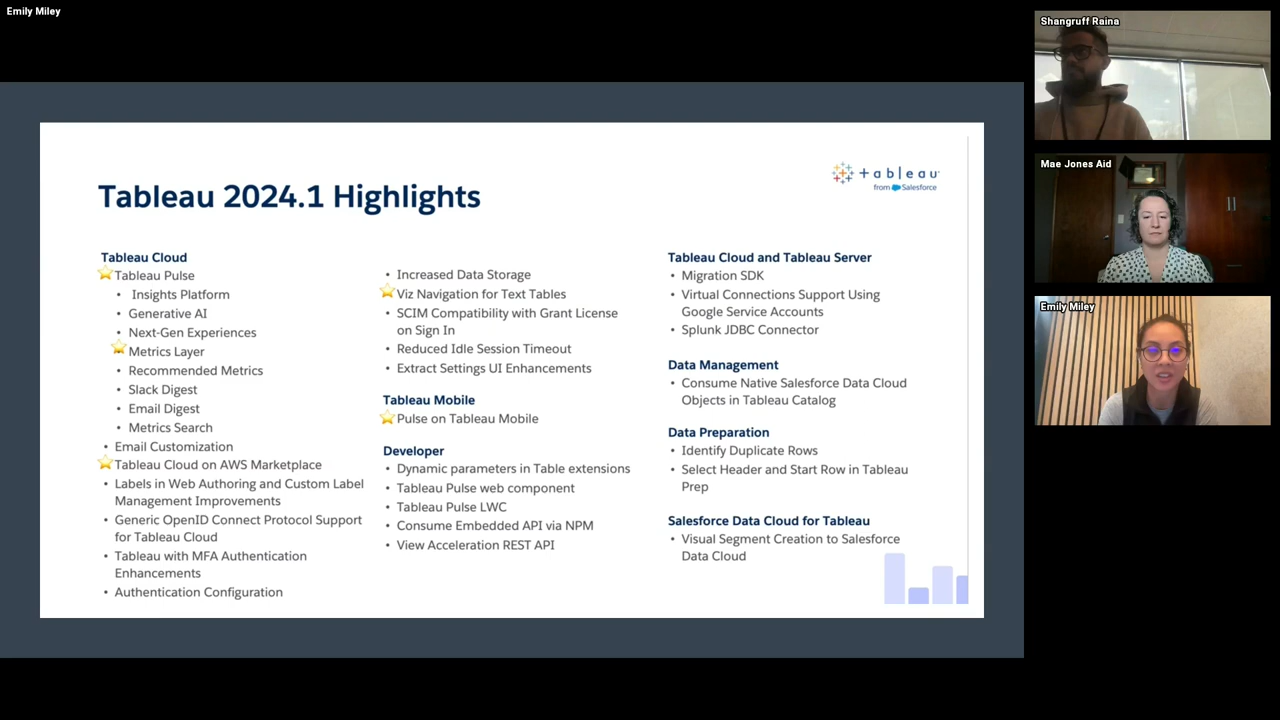 Emily Miley
Tableau 2024.1 Highlights
+ableau
from Salesforce
Tableau Cloud
Tableau Pulse
• Insights Platform
• Generative AI
• Next-Gen Experiences
Metrics Layer
• Recommended Metrics
• Slack Digest
• Email Digest
• Metrics Search
• Email Customization
Tableau Cloud on AWS Marketplace
• Labels in Web Authoring and Custom Label
Management Improvements
• Generic OpenID Connect Protocol Support
for Tableau Cloud
• Tableau with MFA Authentication
Enhancements
• Authentication Configuration
• Increased Data Storage
Viz Navigation for Text Tables
• SCIM Compatibility with Grant License
on Sign In
• Reduced Idle Session Timeout
• Extract Settings UI Enhancements
Tableau Mobile
Pulse on Tableau Mobile
Developer
• Dynamic parameters in Table extensions
• Tableau Pulse web component
• Tableau Pulse LWC
• Consume Embedded API via NPM
• View Acceleration REST API
Tableau Cloud and Tableau Server
• Migration SDK
• Virtual Connections Support Using
Google Service Accounts
• Splunk JDBC Connector
Data Management
• Consume Native Salesforce Data Cloud
Objects in Tableau Catalog
Data Preparation
• Identify Duplicate Rows
• Select Header and Start Row in Tableau
Prep
Salesforce Data Cloud for Tableau
• Visual Segment Creation to Salesforce
Data Cloud
Shangruff Raina
Mae Jones Aid
Emily Miley